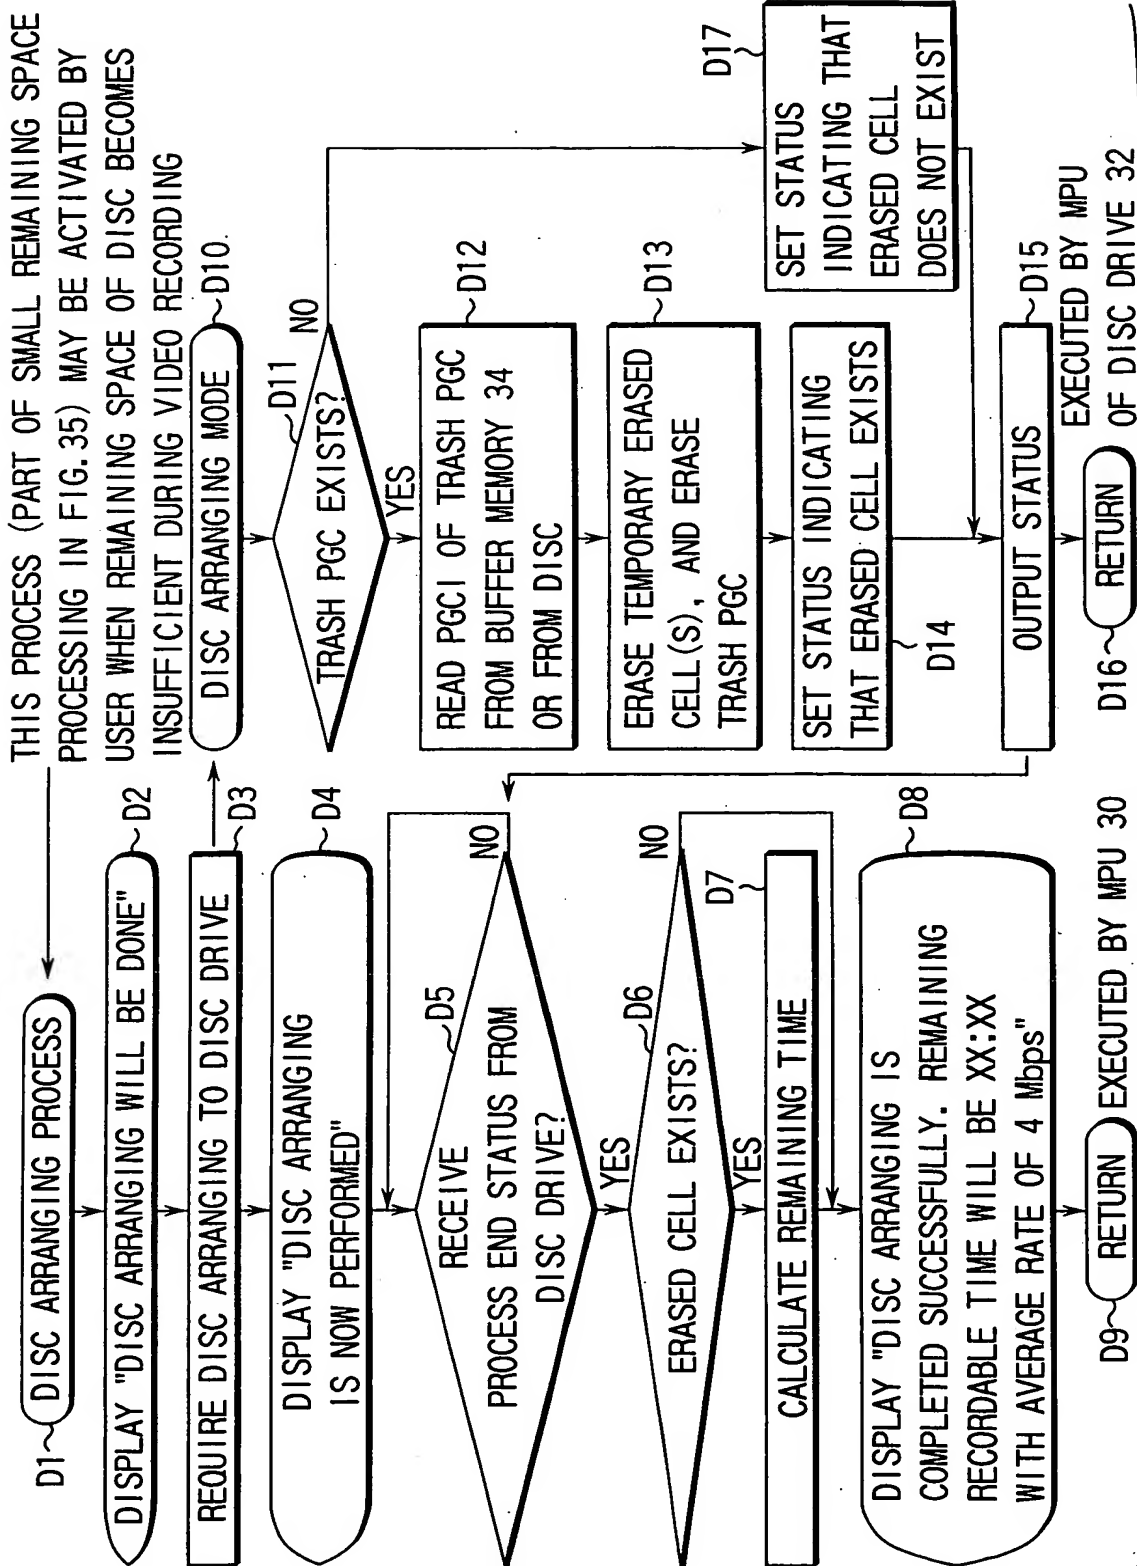 THIS PROCESS (PART OF SMALL REMAINING SPACE
PROCESSING IN FIG.35) MAY BE ACTIVATED BY
USER WHEN REMAINING SPACE OF DISC BECOMES
INSUFFICIENT DURING VIDEO RECORDING
D1
DISC ARRANGING PROCESS
DISPLAY "DISC ARRANGING WILL BE DONE"
D2
REQUIRE DISC ARRANGING TO DISC DRIVE
D3
DISPLAY "DISC ARRANGING
IS NOW PERFORMED"
D4
RECEIVE
PROCESS END STATUS FROM
DISC DRIVE?
D5
NO
YES
ERASED CELL EXISTS?
D6
NO
YES
CALCULATE REMAINING TIME
D7
DISPLAY "DISC ARRANGING IS
COMPLETED SUCCESSFULLY. REMAINING
RECORDABLE TIME WILL BE XX:XX
WITH AVERAGE RATE OF 4 Mbps"
D8
D9
RETURN
EXECUTED BY MPU 30
DISC ARRANGING MODE
D10
TRASH PGC EXISTS?
D11
NO
YES
READ PGCI OF TRASH PGC
FROM BUFFER MEMORY 34
OR FROM DISC
D12
ERASE TEMPORARY ERASED
CELL(S), AND ERASE
TRASH PGC
D13
SET STATUS INDICATING
THAT ERASED CELL EXISTS
D14
SET STATUS
INDICATING THAT
ERASED CELL
DOES NOT EXIST
D17
OUTPUT STATUS
D15
D16
RETURN
EXECUTED BY MPU
OF DISC DRIVE 32